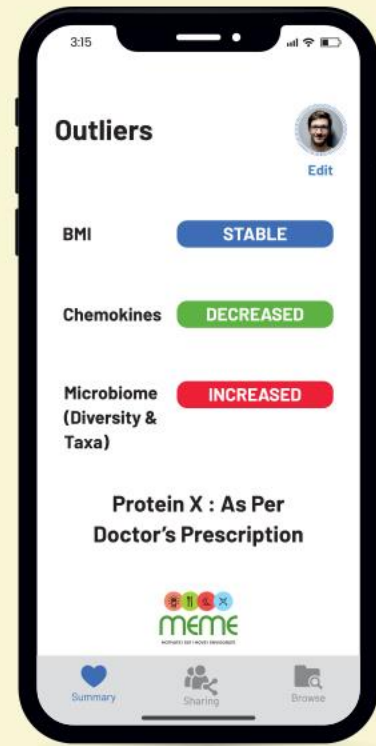 3:15
Outliers
Edit
BMI
STABLE
Chemokines
DECREASED
Microbiome
(Diversity &
Taxa)
INCREASED
Protein X : As Per
Doctor's Prescription
MEME
Summary
Sharing
Browse